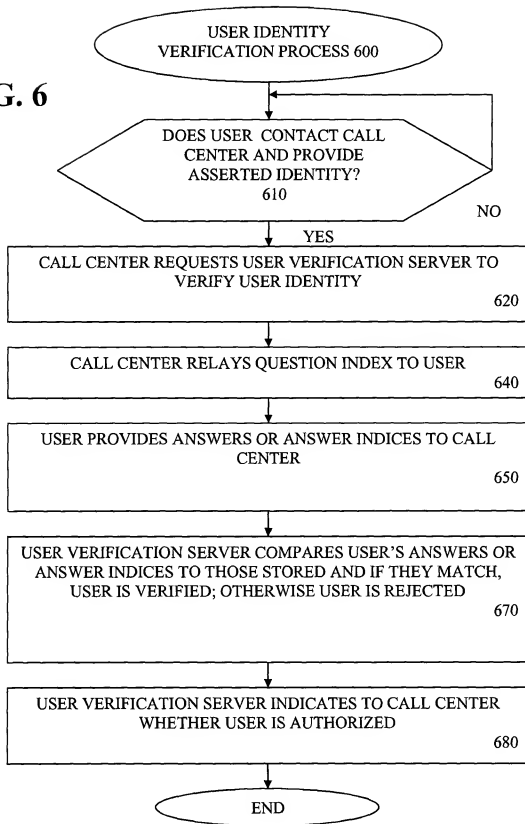 USER IDENTITY
VERIFICATION PROCESS 600
G. 6
DOES USER CONTACT CALL
CENTER AND PROVIDE
ASSERTED IDENTITY?
610
NO
YES
CALL CENTER REQUESTS USER VERIFICATION SERVER TO
VERIFY USER IDENTITY
620
CALL CENTER RELAYS QUESTION INDEX TO USER
640
USER PROVIDES ANSWERS OR ANSWER INDICES TO CALL
CENTER
650
USER VERIFICATION SERVER COMPARES USER'S ANSWERS OR
ANSWER INDICES TO THOSE STORED AND IF THEY MATCH,
USER IS VERIFIED; OTHERWISE USER IS REJECTED
670
USER VERIFICATION SERVER INDICATES TO CALL CENTER
WHETHER USER IS AUTHORIZED
680
END